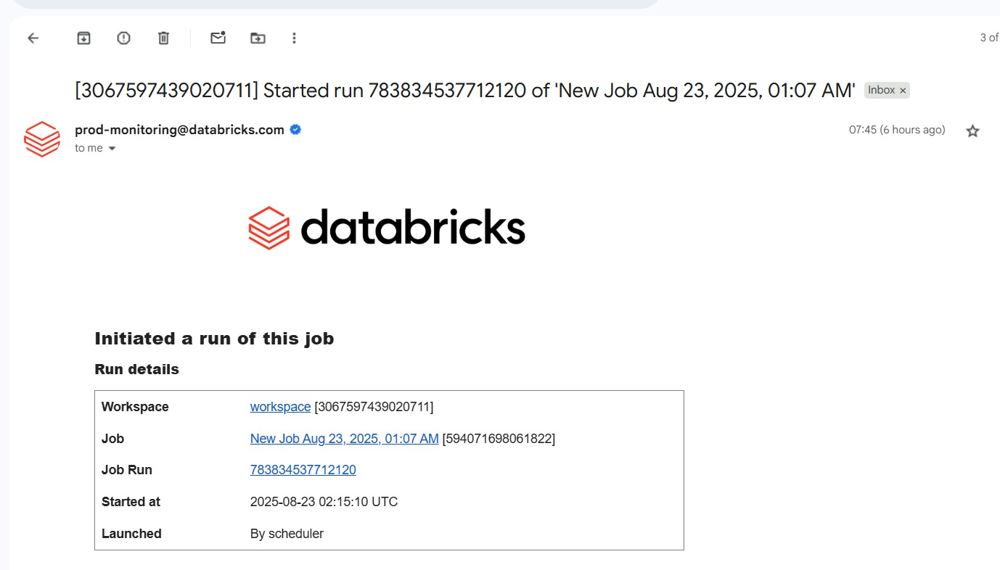 3 of
[3067597439020711] Started run 783834537712120 of 'New Job Aug 23, 2025, 01:07 AM' Inbox ×
prod-monitoring@databricks.com 07:45 (6 hours ago)
to me
databricks
Initiated a run of this job
Run details
Workspace workspace [3067597439020711]
Job New Job Aug 23, 2025, 01:07 AM [594071698061822]
Job Run 783834537712120
Started at 2025-08-23 02:15:10 UTC
Launched By scheduler